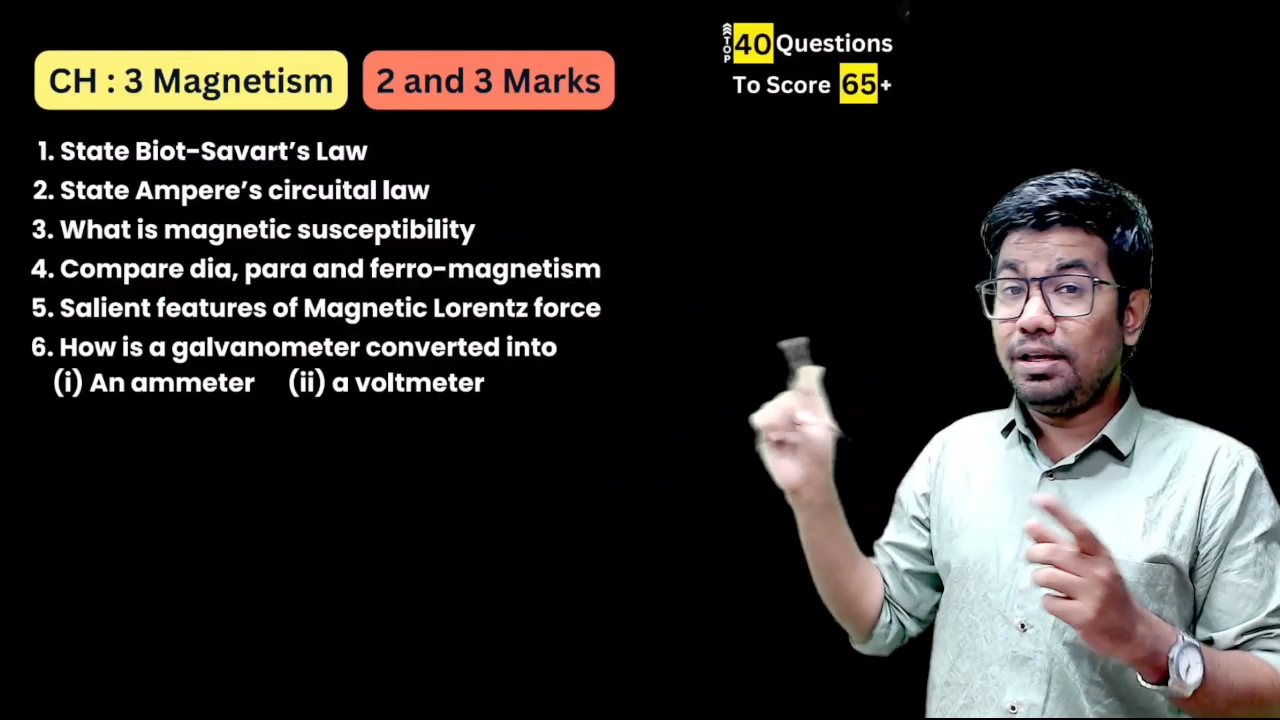 CH : 3 Magnetism
2 and 3 Marks
TOP 40 Questions
To Score 65+
1. State Biot-Savart’s Law
2. State Ampere’s circuital law
3. What is magnetic susceptibility
4. Compare dia, para and ferro-magnetism
5. Salient features of Magnetic Lorentz force
6. How is a galvanometer converted into
(i) An ammeter (ii) a voltmeter